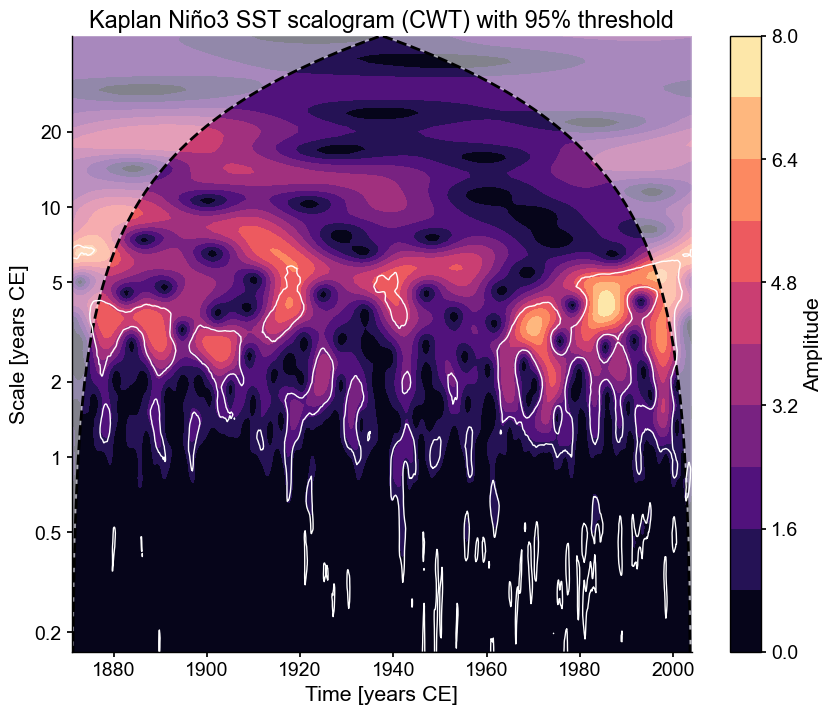 Kaplan Niño3 SST scalogram (CWT) with 95% threshold
Scale [years CE]
20
10
5
2
1
0.5
0.2
1880 1900 1920 1940 1960 1980 2000
Time [years CE]
8.0
6.4
4.8
3.2
1.6
0.0
Amplitude